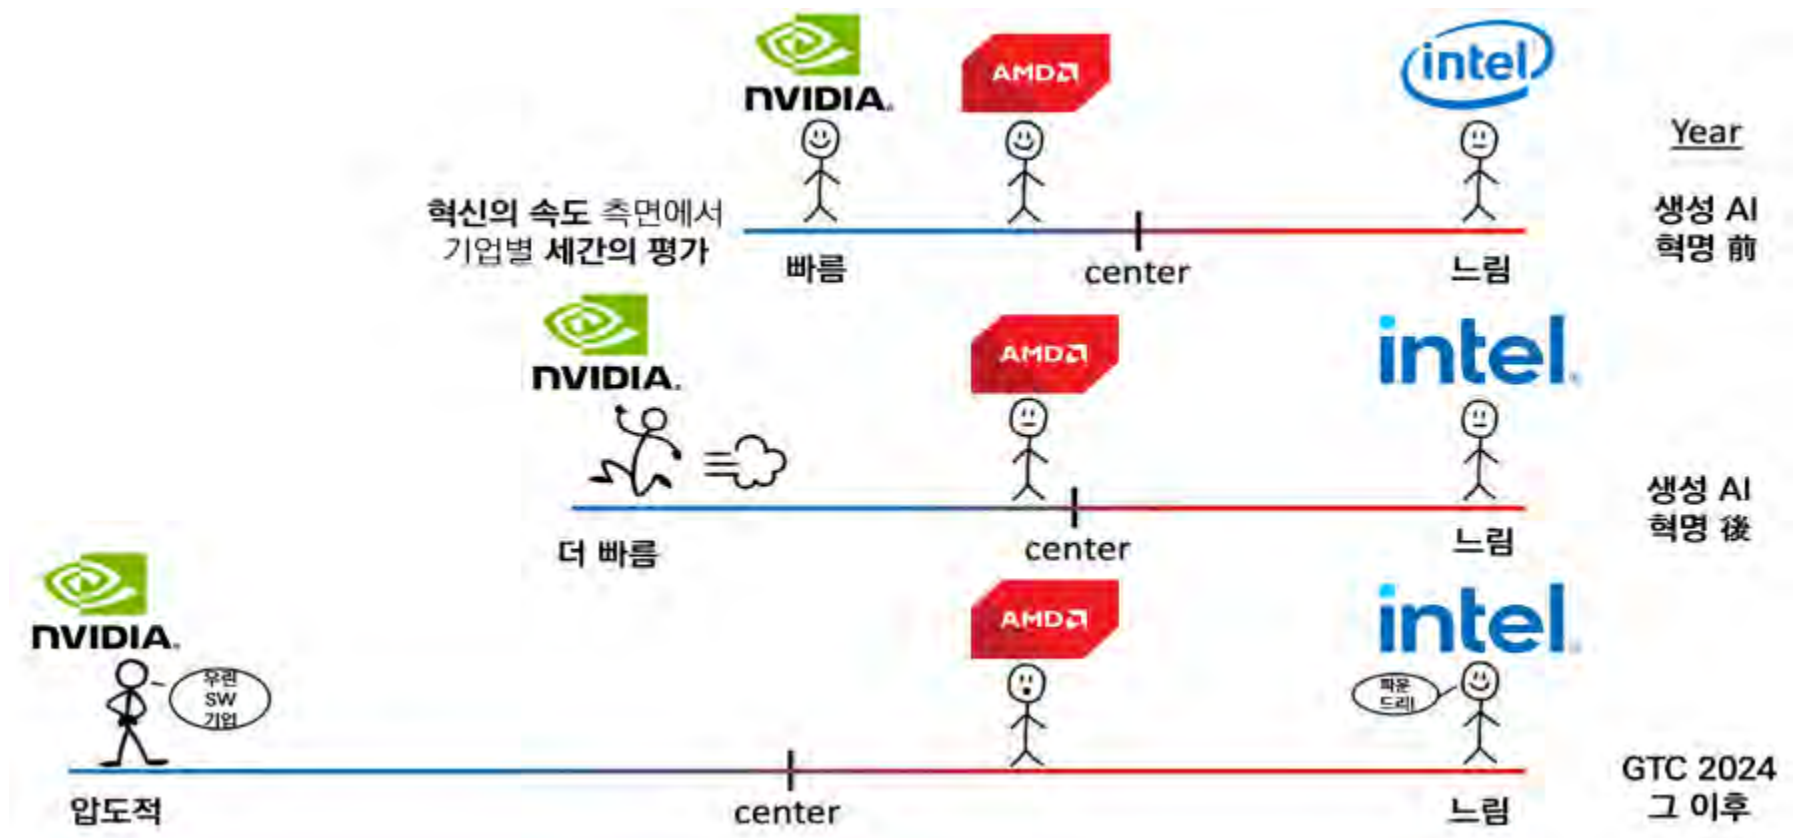 NVIDIA.
AMD
intel
Year
혁신의 속도 측면에서
기업별 세간의 평가
생성 AI
혁명 前
빠름
center
느림
NVIDIA.
AMD
intel
생성 AI
혁명 後
더 빠름
center
느림
NVIDIA.
AMD
intel
우린
SW
기업
파운
드리!
GTC 2024
그 이후
압도적
center
느림